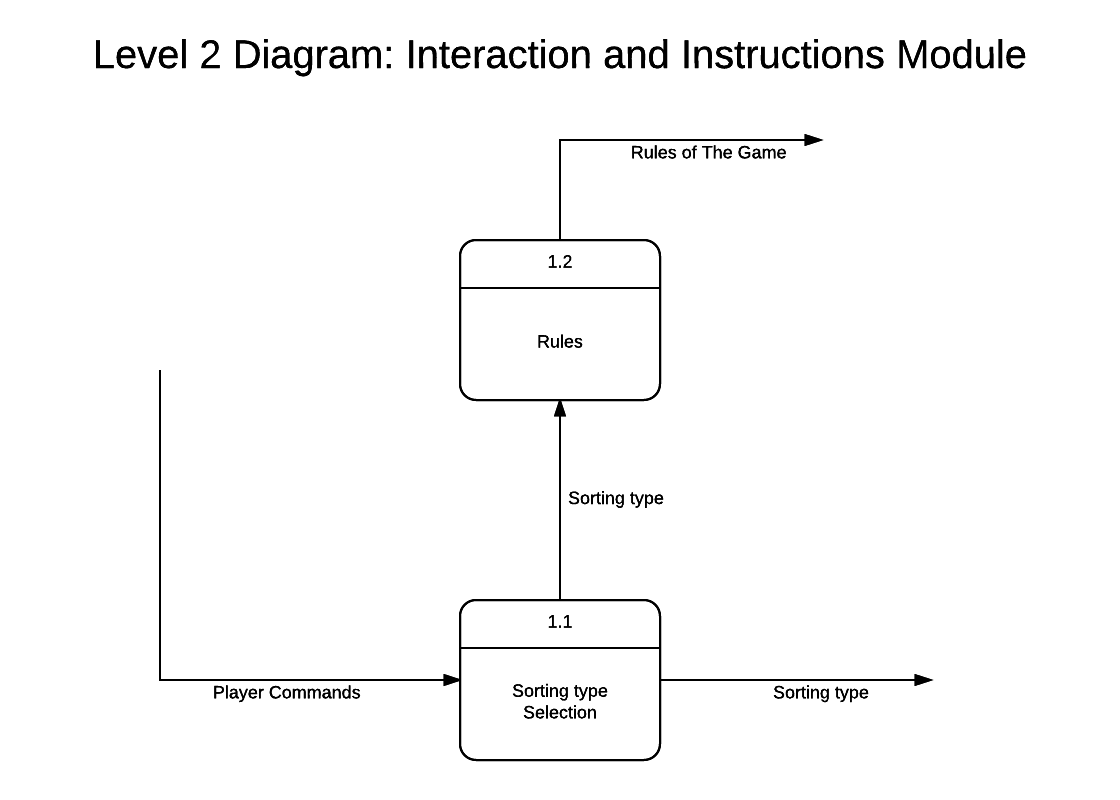 Level 2 Diagram: Interaction and Instructions Module
Rules of The Game
1.2
Rules
Sorting type
1.1
Sorting type
Selection
Player Commands
Sorting type